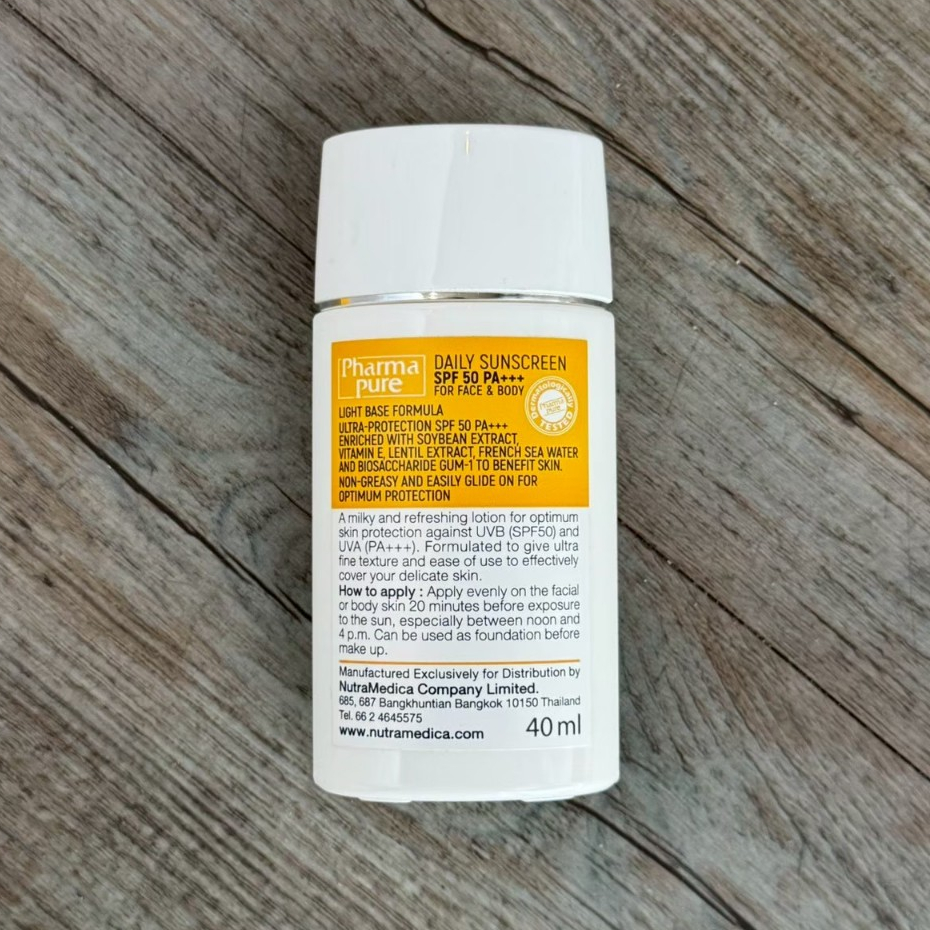 Pharma
pure
DAILY SUNSCREEN
SPF 50 PA+++
FOR FACE & BODY
Dermatologically
TESTED
LIGHT BASE FORMULA
ULTRA-PROTECTION SPF 50 PA+++
ENRICHED WITH SOYBEAN EXTRACT,
VITAMIN E, LENTIL EXTRACT, FRENCH SEA WATER
AND BIOSACCHARIDE GUM-1 TO BENEFIT SKIN.
NON-GREASY AND EASILY GLIDE ON FOR
OPTIMUM PROTECTION
A milky and refreshing lotion for optimum
skin protection against UVB (SPF50) and
UVA (PA+++). Formulated to give ultra
fine texture and ease of use to effectively
cover your delicate skin.
How to apply : Apply evenly on the facial
or body skin 20 minutes before exposure
to the sun, especially between noon and
4 p.m. Can be used as foundation before
make up.
Manufactured Exclusively for Distribution by
NutraMedica Company Limited.
685, 687 Bangkhuntian Bangkok 10150 Thailand
Tel. 66 2 4645575
www.nutramedica.com
40 ml